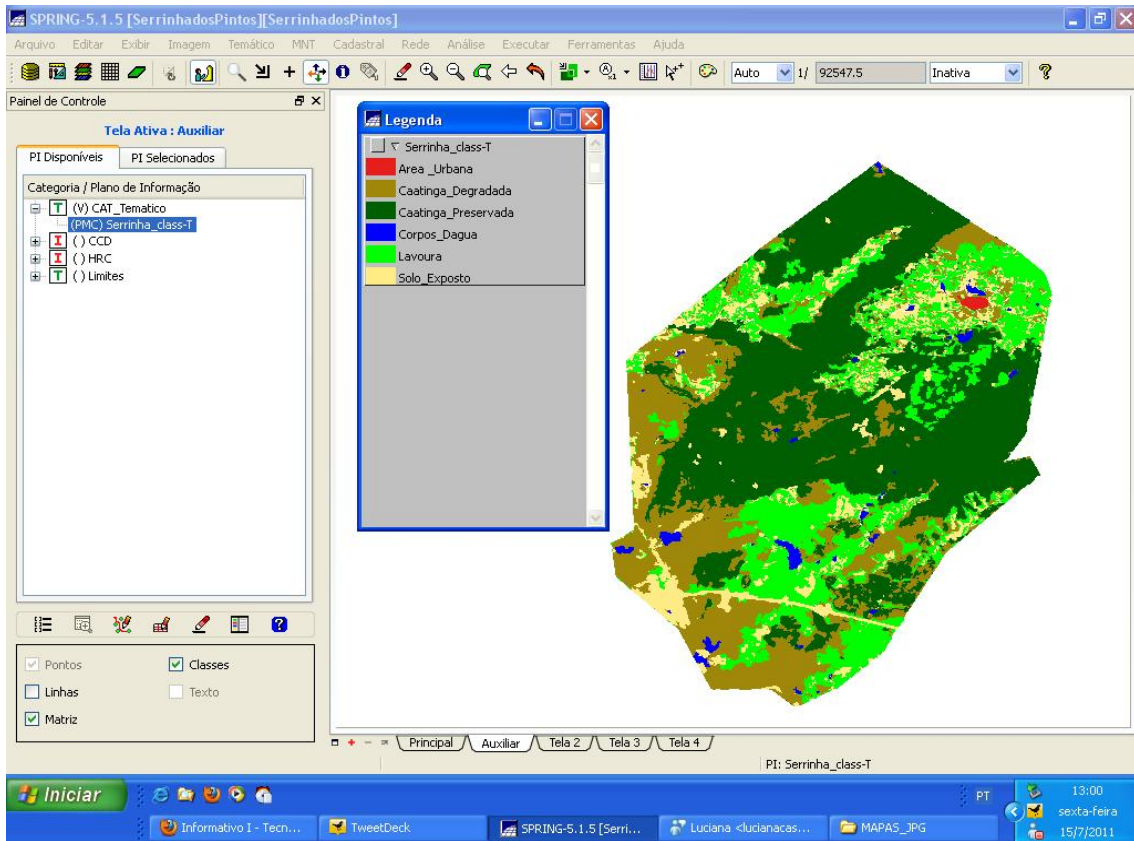 SPRING-5.1.5 [SerrinhadosPintos][SerrinhadosPintos]
Arquivo Editar Exibir Imagem Temático MNT Cadastral Rede Análise Executar Ferramentas Ajuda
Auto 1/ 92547.5 Inativa
Painel de Controle
Tela Ativa : Auxiliar
PI Disponíveis PI Selecionados
Categoria / Plano de Informação
T (V) CAT_Tematico
(PMC) Serrinha_class-T
I ( ) CCD
I ( ) HRC
T ( ) Limites
Legenda
Serrinha_class-T
Area _Urbana
Caatinga_Degradada
Caatinga_Preservada
Corpos_Dagua
Lavoura
Solo_Exposto
Pontos Classes
Linhas Texto
Matriz
Principal Auxiliar Tela 2 Tela 3 Tela 4
PI: Serrinha_class-T
Iniciar
PT
13:00
sexta-feira
15/7/2011
Informativo I - Tecn... TweetDeck SPRING-5.1.5 [Serri... Luciana <lucianacas... MAPAS_JPG